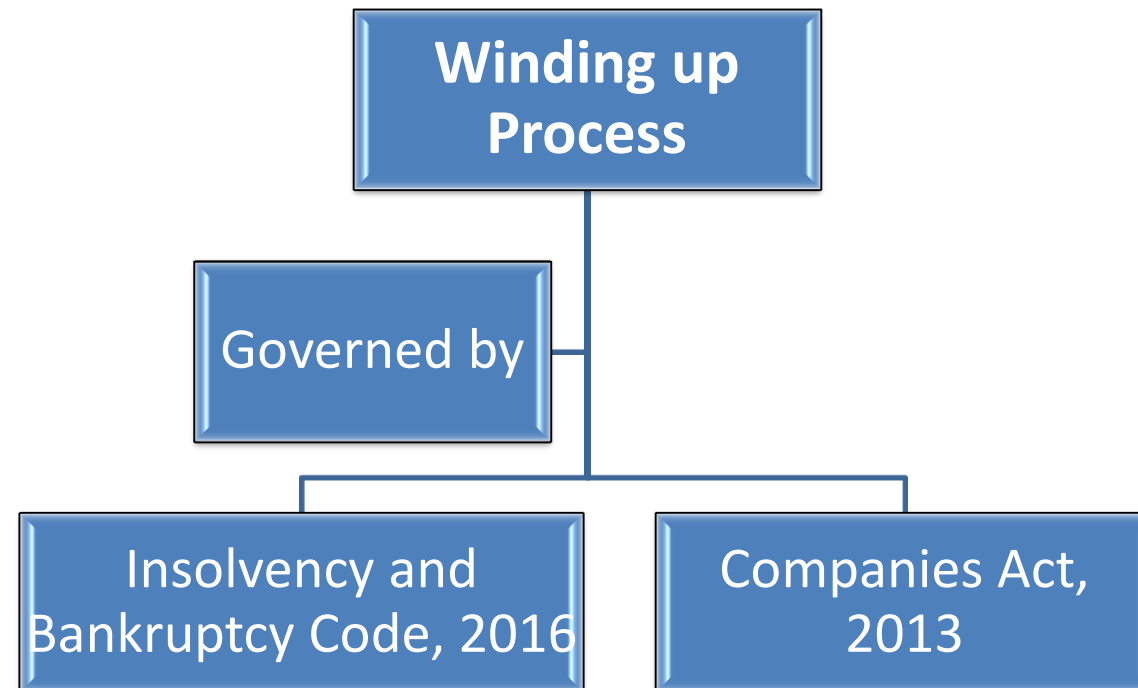 Winding up
Process
Governed by
Insolvency and
Bankruptcy Code, 2016
Companies Act,
2013